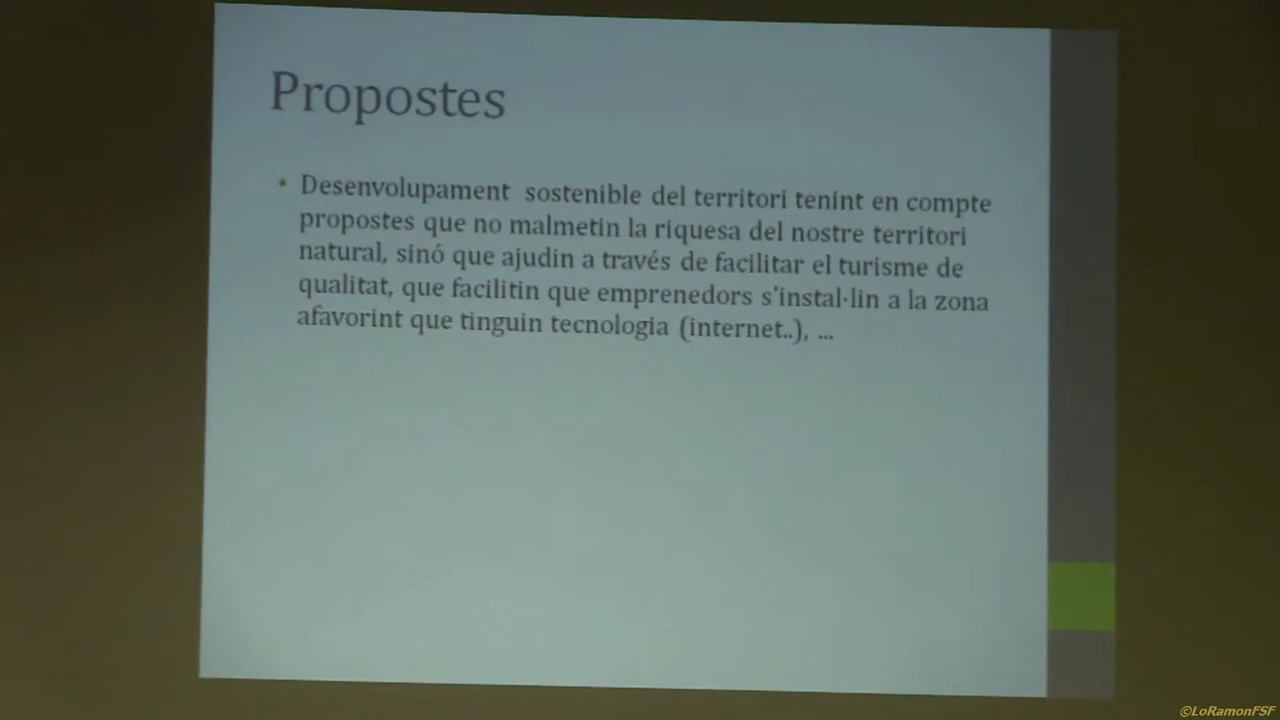 Propostes
• Desenvolupament sostenible del territori tenint en compte
propostes que no malmetin la riquesa del nostre territori
natural, sinó que ajudin a través de facilitar el turisme de
qualitat, que facilitin que emprenedors s'instal·lin a la zona
afavorint que tinguin tecnologia (internet..), ...
©LoRamonFSF